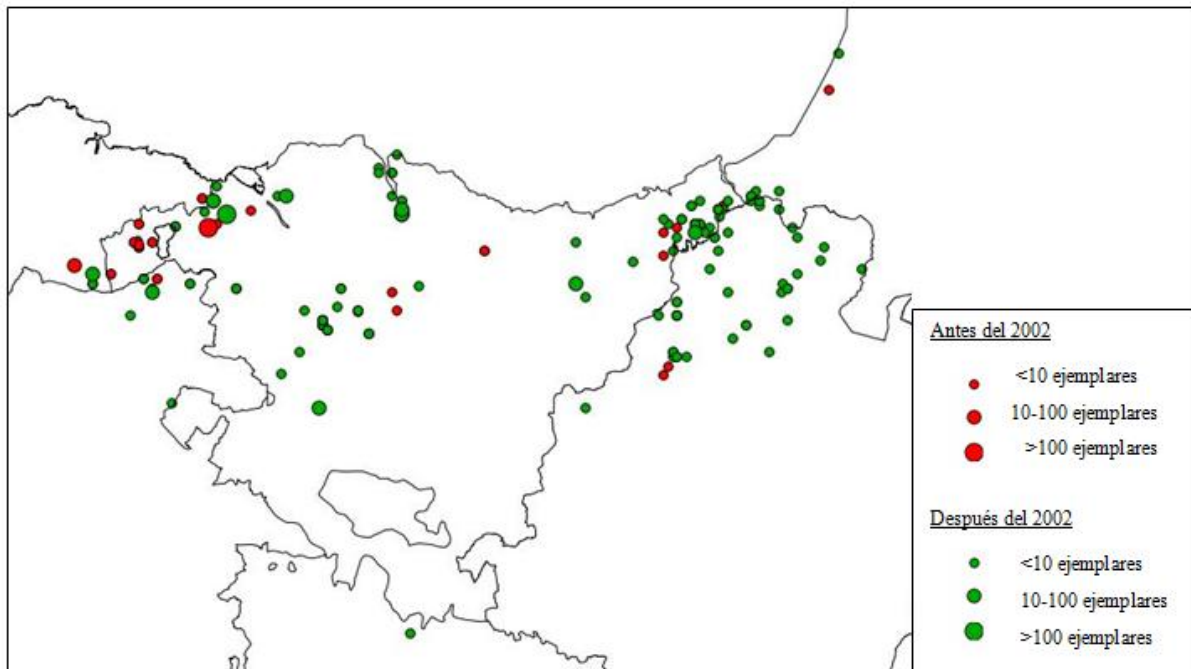 Antes del 2002
<10 ejemplares
10-100 ejemplares
>100 ejemplares
Después del 2002
<10 ejemplares
10-100 ejemplares
>100 ejemplares